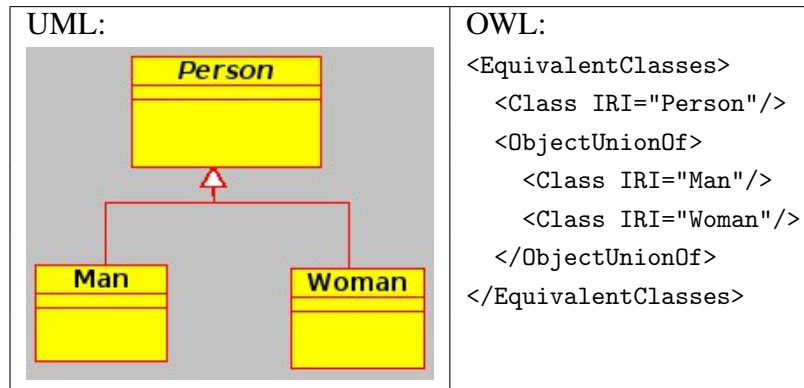 UML:
Person
Man
Woman
OWL:
<EquivalentClasses>
<Class IRI="Person"/>
<ObjectUnionOf>
<Class IRI="Man"/>
<Class IRI="Woman"/>
</ObjectUnionOf>
</EquivalentClasses>